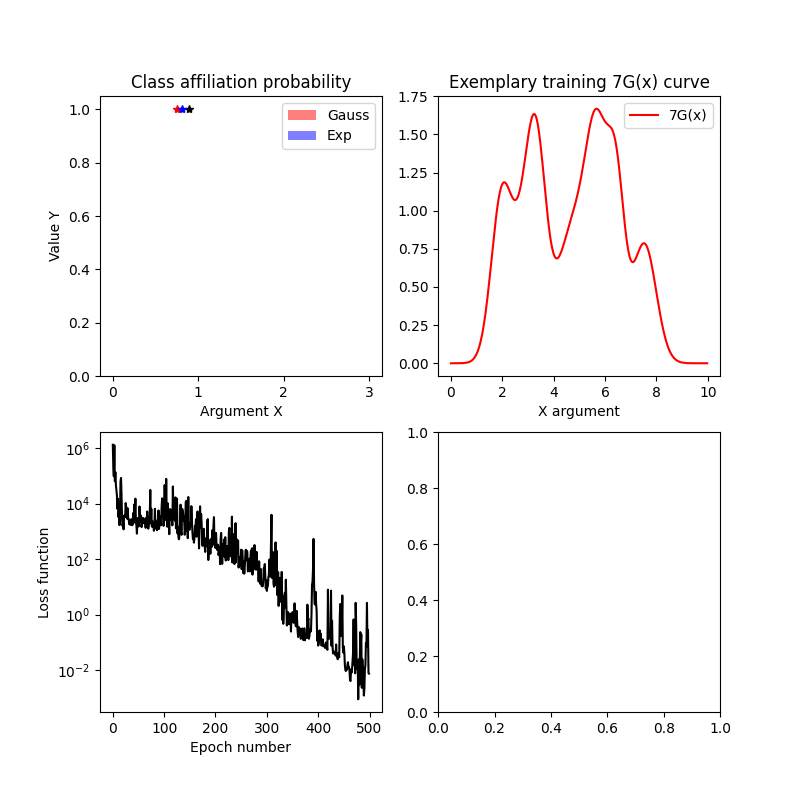 Class affiliation probability
Exemplary training 7G(x) curve
Gauss
Exp
7G(x)
Value Y
1.0
0.8
0.6
0.4
0.2
0.0
0 1 2 3
Argument X
1.75
1.50
1.25
1.00
0.75
0.50
0.25
0.00
0 2 4 6 8 10
X argument
Loss function
10^6
10^4
10^2
10^0
10^−2
0 100 200 300 400 500
Epoch number
1.0
0.8
0.6
0.4
0.2
0.0
0.0 0.2 0.4 0.6 0.8 1.0